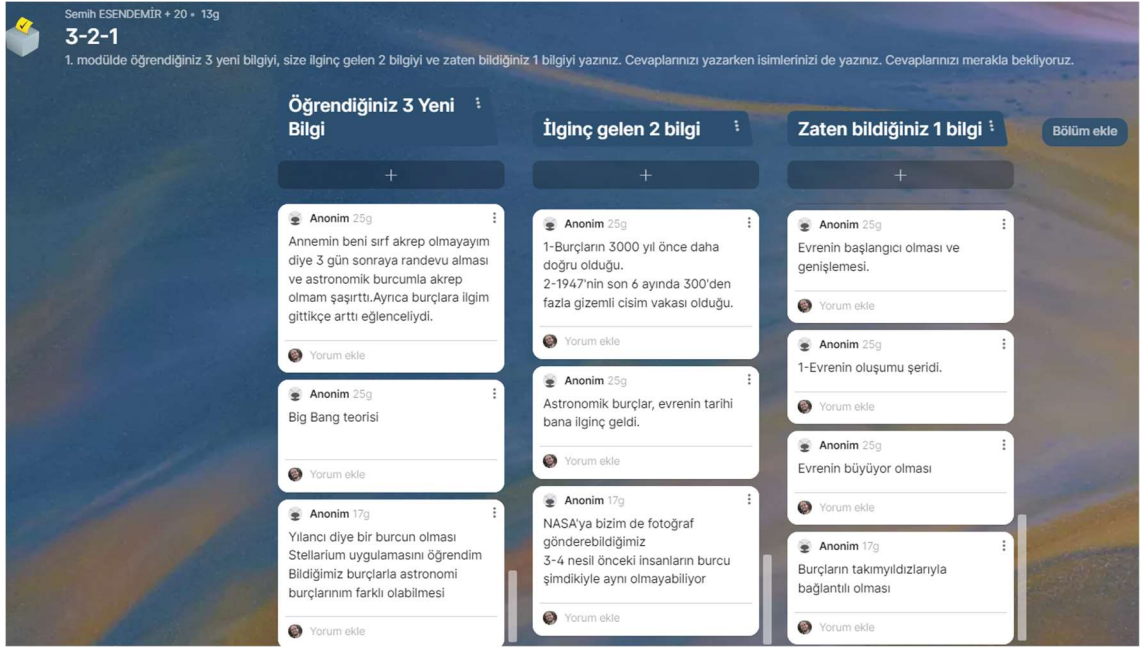 Semih ESENDEMİR + 20 • 13g
3-2-1
1. modülde öğrendiğiniz 3 yeni bilgiyi, size ilginç gelen 2 bilgiyi ve zaten bildiğiniz 1 bilgiyi yazınız. Cevaplarınızı yazarken isimlerinizi de yazınız. Cevaplarınızı merakla bekliyoruz.
Öğrendiğiniz 3 Yeni
Bilgi
Anonim 25g
Annemin beni sırf akrep olmayayım
diye 3 gün sonraya randevu alması
ve astronomik burcumla akrep
olmam şaşırttı.Ayrıca burçlara ilgim
gittikçe arttı eğlenceliydi.
Yorum ekle
Anonim 25g
Big Bang teorisi
Yorum ekle
Anonim 17g
Yılancı diye bir burcun olması
Stellarium uygulamasını öğrendim
Bildiğimiz burçlarla astronomi
burçlarınım farklı olabilmesi
Yorum ekle
İlginç gelen 2 bilgi
Anonim 25g
1-Burçların 3000 yıl önce daha
doğru olduğu.
2-1947'nin son 6 ayında 300'den
fazla gizemli cisim vakası olduğu.
Yorum ekle
Anonim 25g
Astronomik burçlar, evrenin tarihi
bana ilginç geldi.
Yorum ekle
Anonim 17g
NASA'ya bizim de fotoğraf
gönderebildiğimiz
3-4 nesil önceki insanların burcu
şimdikiyle aynı olmayabiliyor
Yorum ekle
Zaten bildiğiniz 1 bilgi
Anonim 25g
Evrenin başlangıcı olması ve
genişlemesi.
Yorum ekle
Anonim 25g
1-Evrenin oluşumu şeridi.
Yorum ekle
Anonim 25g
Evrenin büyüyor olması
Yorum ekle
Anonim 17g
Burçların takımyıldızlarıyla
bağlantılı olması
Yorum ekle
Bölüm ekle